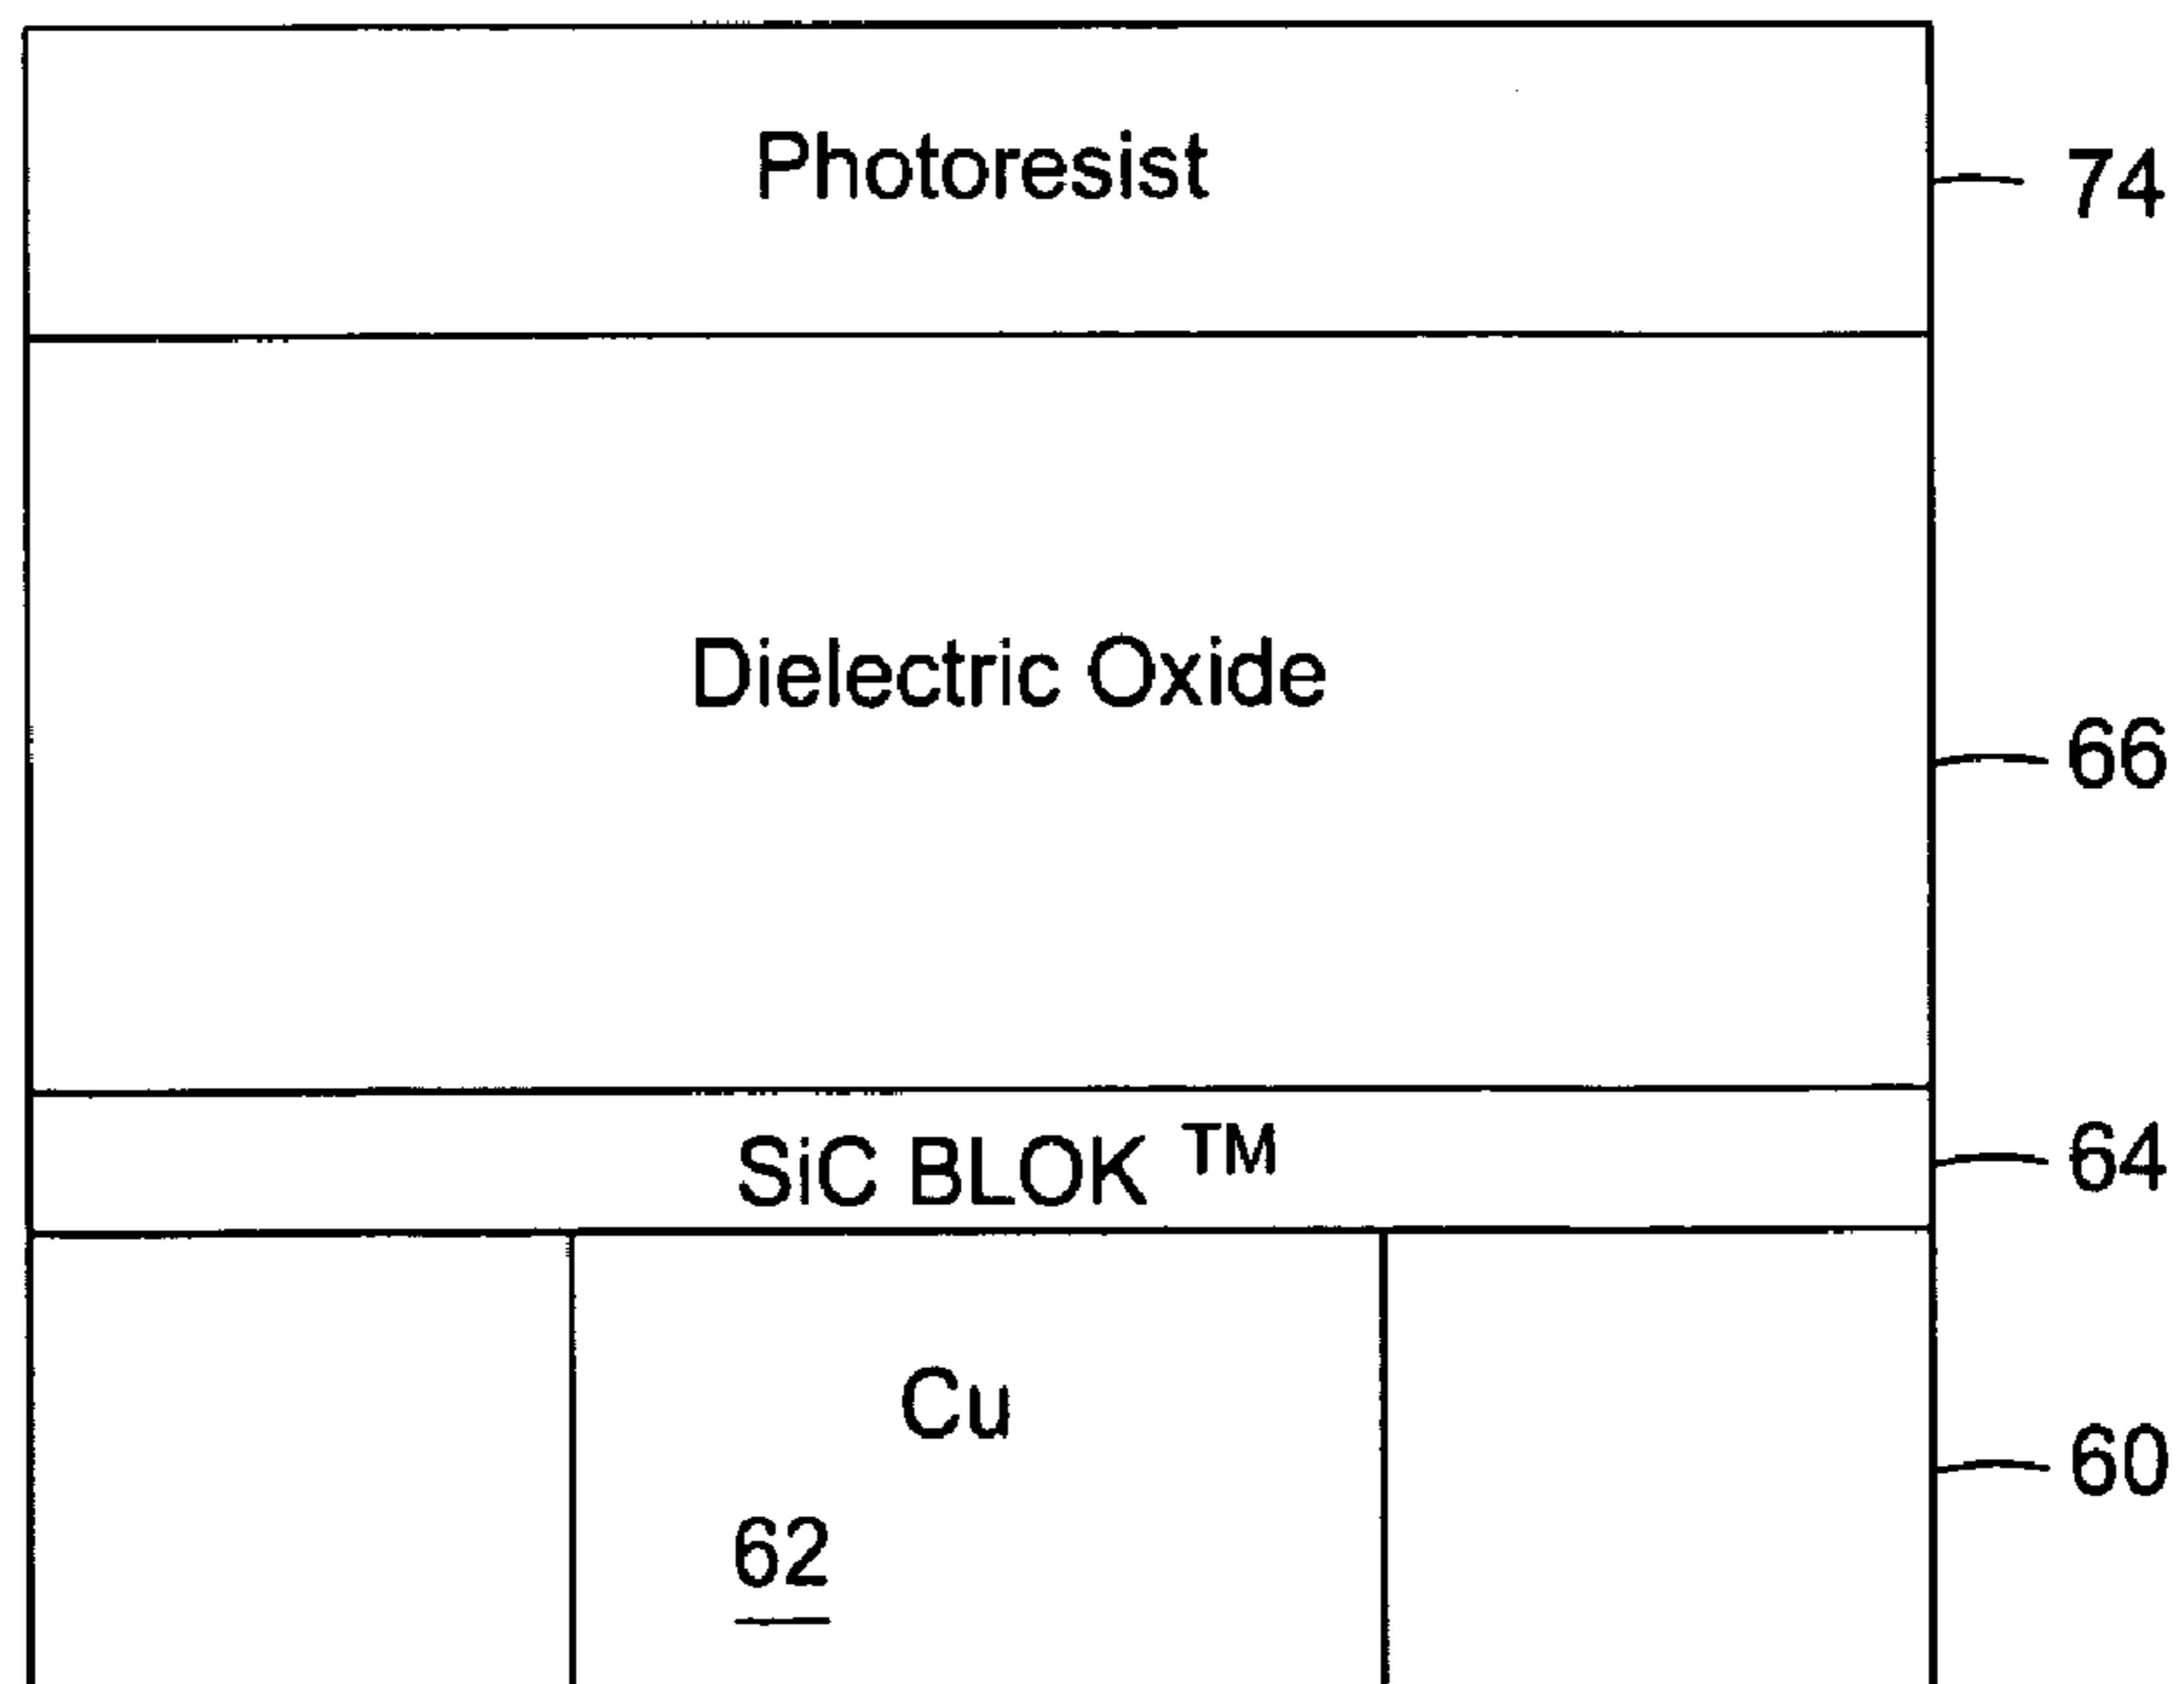 Photoresist
74
Dielectric Oxide
66
SiC BLOK ™
64
Cu
60
62